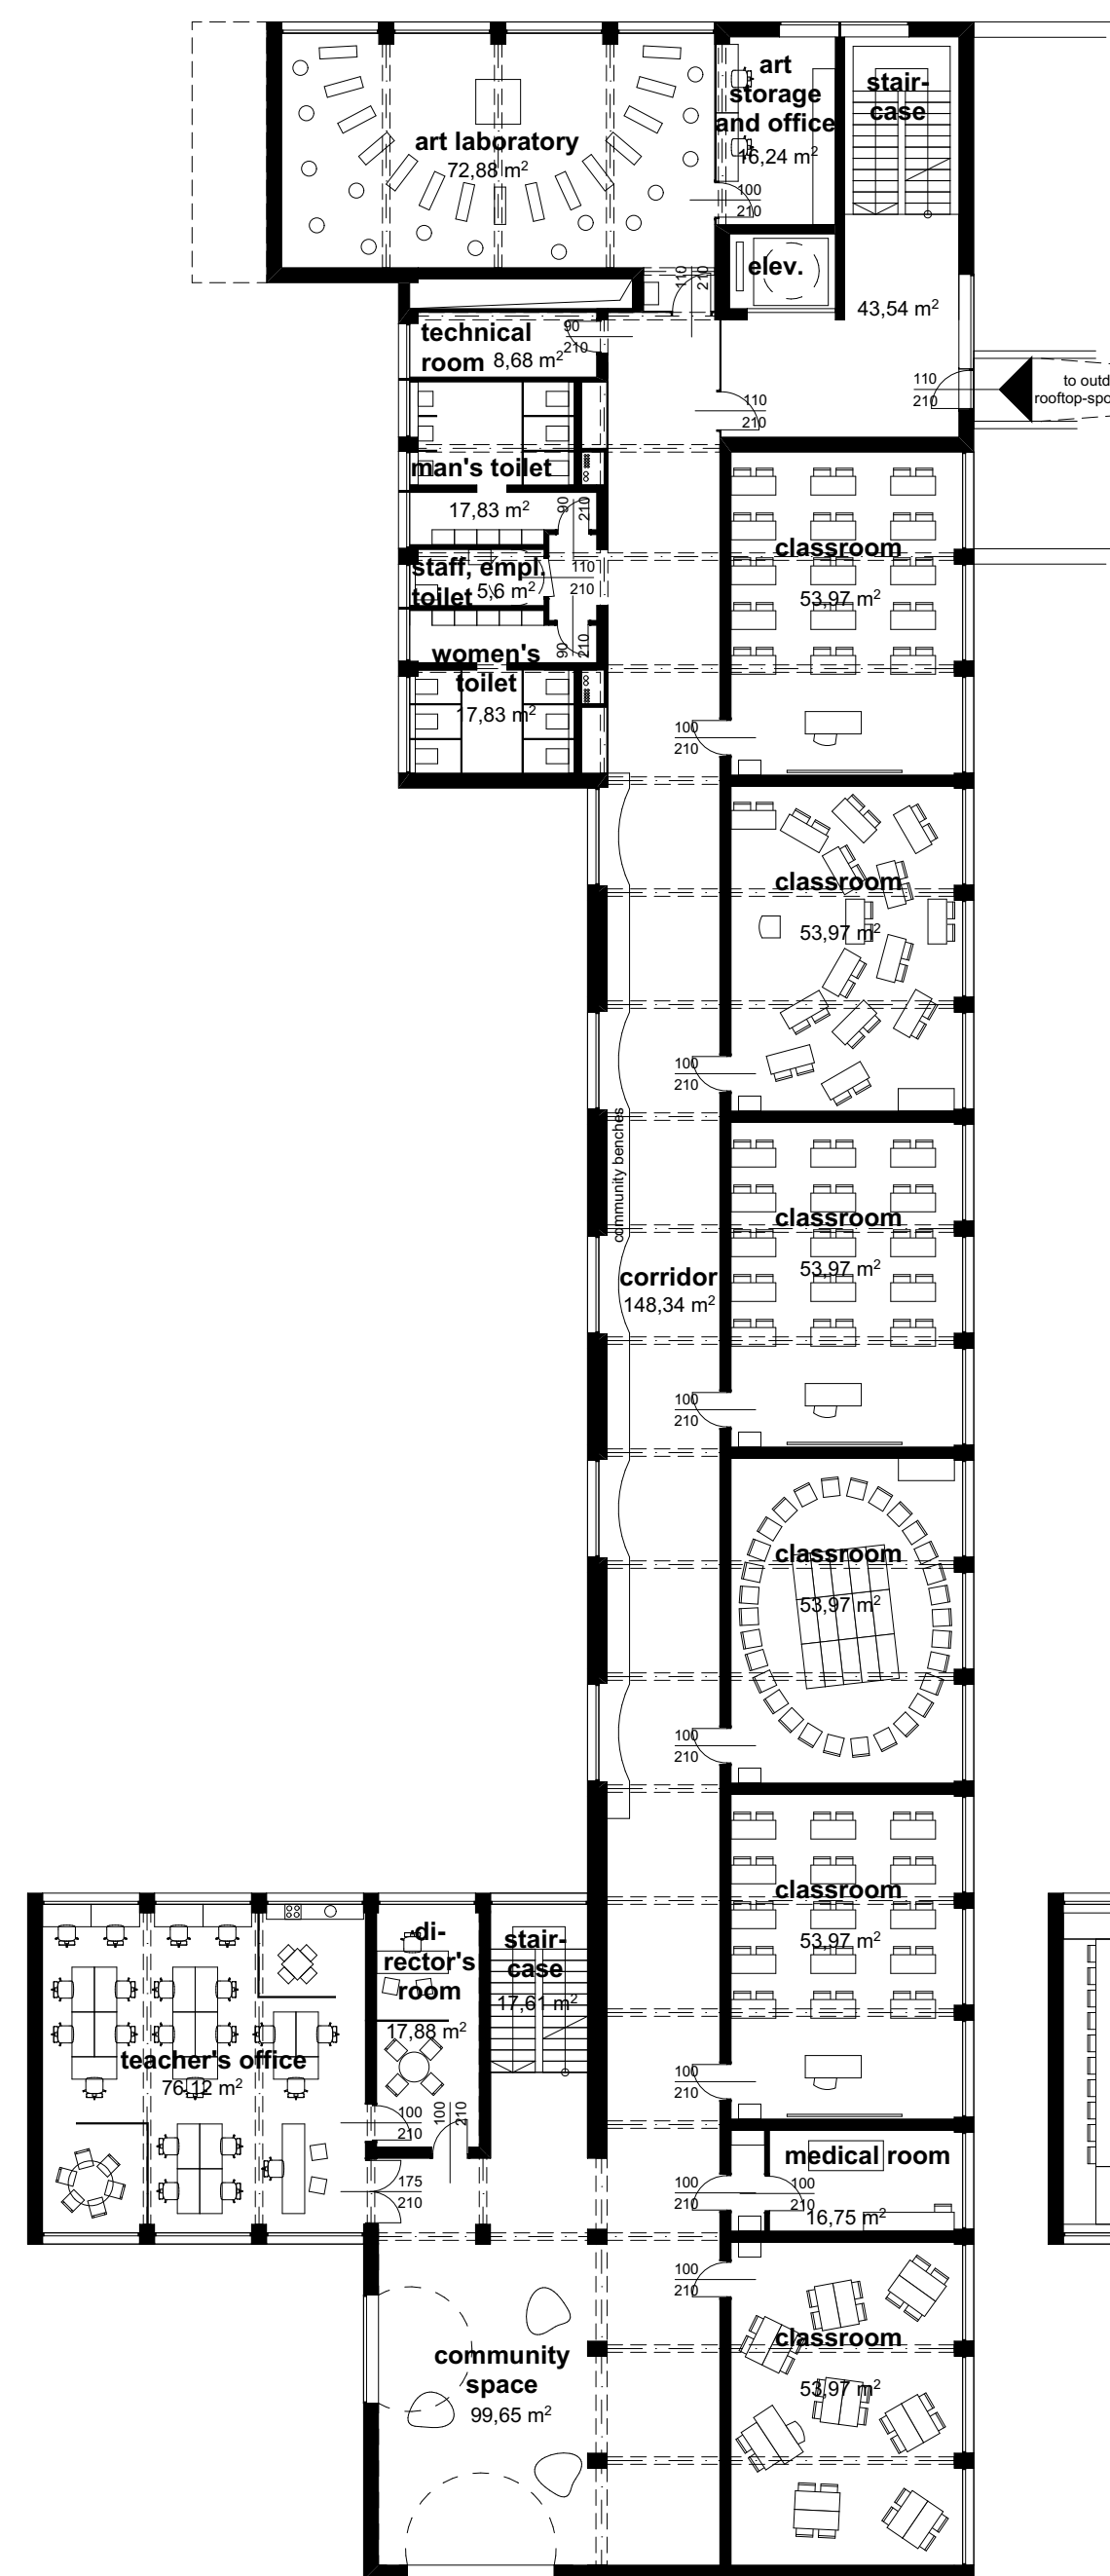 art
storage
and office
16,24 m²
stair-
case
art laboratory
72,88 m²
100
210
elev.
110
210
43,54 m²
technical
room 8,68 m²
90
210
110
210
110
210
to outd
rooftop-spo
man's toilet
17,83 m²
90
210
staff, empl.
toilet 5,6 m²
110
210
women's
toilet
17,83 m²
90
210
classroom
53,97 m²
100
210
classroom
53,97 m²
100
210
community benches
classroom
53,97 m²
corridor
148,34 m²
100
210
classroom
53,97 m²
100
210
classroom
53,97 m²
100
210
di-
rector's
room
17,88 m²
stair-
case
17,61 m²
teacher's office
76,12 m²
100
210
100
210
175
210
medical room
16,75 m²
100
210
100
210
100
210
classroom
53,97 m²
community
space
99,65 m²